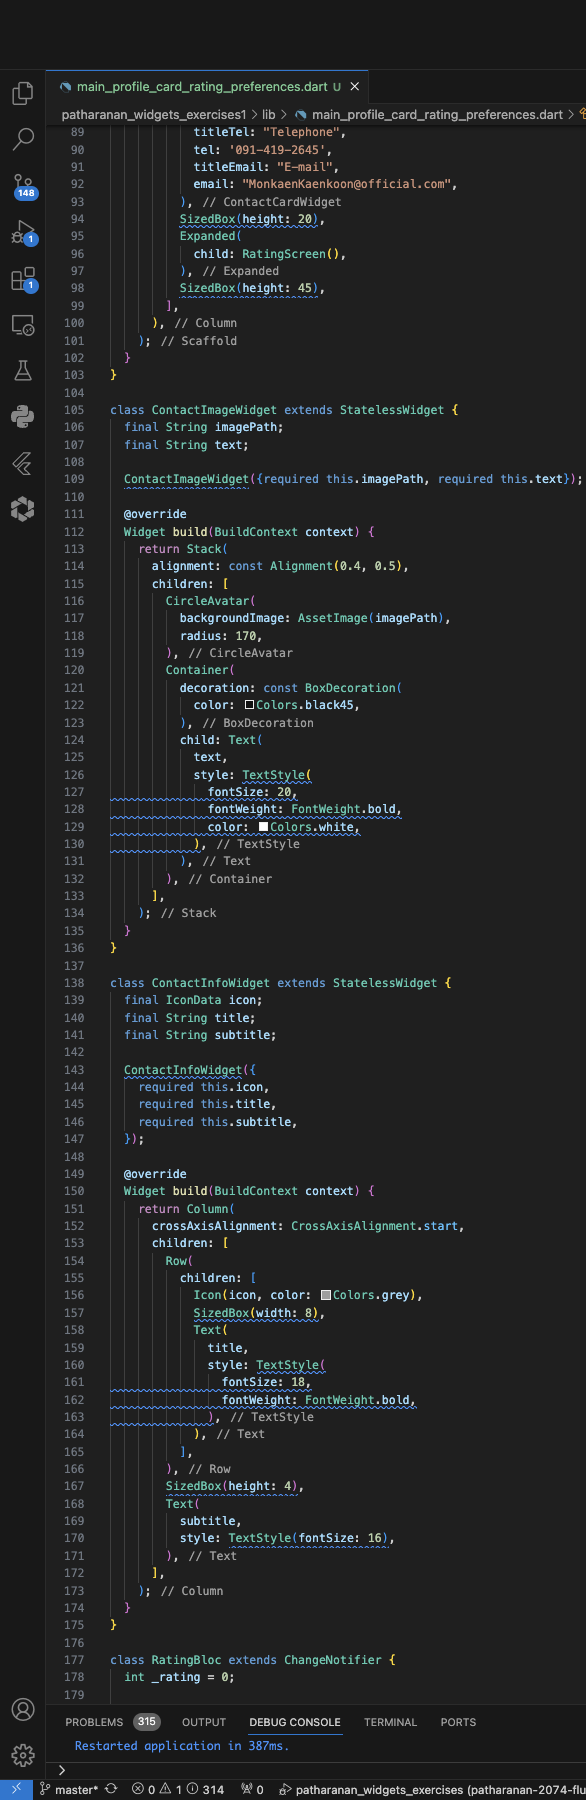 main_profile_card_rating_preferences.dart U
patharanan_widgets_exercises1 > lib > main_profile_card_rating_preferences.dart >
89 titleTel: "Telephone",
90 tel: '091-419-2645',
91 titleEmail: "E-mail",
92 email: "MonkaenKaenkoon@official.com",
93 ), // ContactCardWidget
94 SizedBox(height: 20),
95 Expanded(
96 child: RatingScreen(),
97 ), // Expanded
98 SizedBox(height: 45),
99 ],
100 ), // Column
101 ); // Scaffold
102 }
103 }
104
105 class ContactImageWidget extends StatelessWidget {
106 final String imagePath;
107 final String text;
108
109 ContactImageWidget({required this.imagePath, required this.text});
110
111 @override
112 Widget build(BuildContext context) {
113 return Stack(
114 alignment: const Alignment(0.4, 0.5),
115 children: [
116 CircleAvatar(
117 backgroundImage: AssetImage(imagePath),
118 radius: 170,
119 ), // CircleAvatar
120 Container(
121 decoration: const BoxDecoration(
122 color: Colors.black45,
123 ), // BoxDecoration
124 child: Text(
125 text,
126 style: TextStyle(
127 fontSize: 20,
128 fontWeight: FontWeight.bold,
129 color: Colors.white,
130 ), // TextStyle
131 ), // Text
132 ), // Container
133 ],
134 ); // Stack
135 }
136 }
137
138 class ContactInfoWidget extends StatelessWidget {
139 final IconData icon;
140 final String title;
141 final String subtitle;
142
143 ContactInfoWidget({
144 required this.icon,
145 required this.title,
146 required this.subtitle,
147 });
148
149 @override
150 Widget build(BuildContext context) {
151 return Column(
152 crossAxisAlignment: CrossAxisAlignment.start,
153 children: [
154 Row(
155 children: [
156 Icon(icon, color: Colors.grey),
157 SizedBox(width: 8),
158 Text(
159 title,
160 style: TextStyle(
161 fontSize: 18,
162 fontWeight: FontWeight.bold,
163 ), // TextStyle
164 ), // Text
165 ],
166 ), // Row
167 SizedBox(height: 4),
168 Text(
169 subtitle,
170 style: TextStyle(fontSize: 16),
171 ), // Text
172 ],
173 ); // Column
174 }
175 }
176
177 class RatingBloc extends ChangeNotifier {
178 int _rating = 0;
179
148
1
1
PROBLEMS 315 OUTPUT DEBUG CONSOLE TERMINAL PORTS
Restarted application in 387ms.
>
master* 0 1 314 0 patharanan_widgets_exercises (patharanan-2074-flu